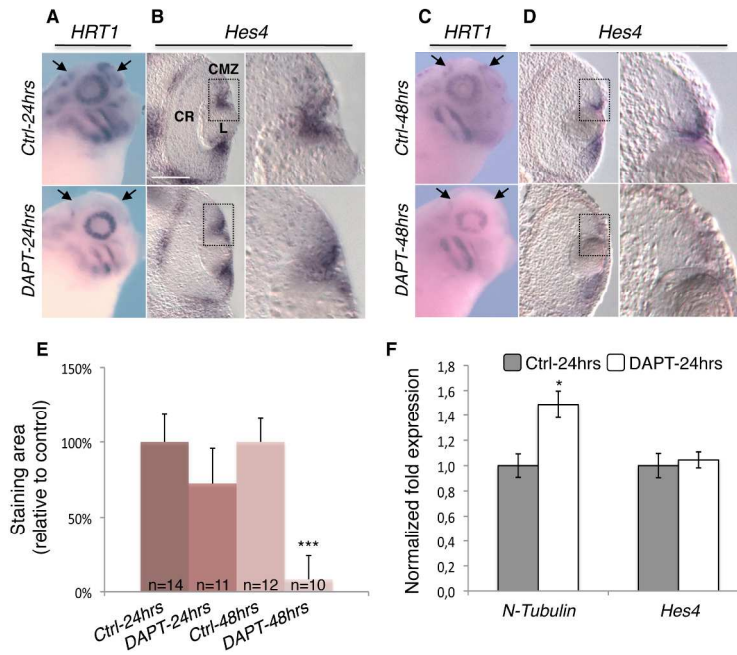 A
HRT1
B
Hes4
C
HRT1
D
Hes4
Ctrl-24hrs
CMZ
CR
L
Ctrl-48hrs
DAPT-24hrs
DAPT-48hrs
E
150%
100%
50%
0%
Staining area
(relative to control)
***
n=14
n=11
n=12
n=10
Ctrl-24hrs
DAPT-24hrs
Ctrl-48hrs
DAPT-48hrs
F
Ctrl-24hrs
DAPT-24hrs
Normalized fold expression
1,8
1,6
1,4
1,2
1,0
0,8
0,6
0,4
0,2
0,0
*
N-Tubulin
Hes4